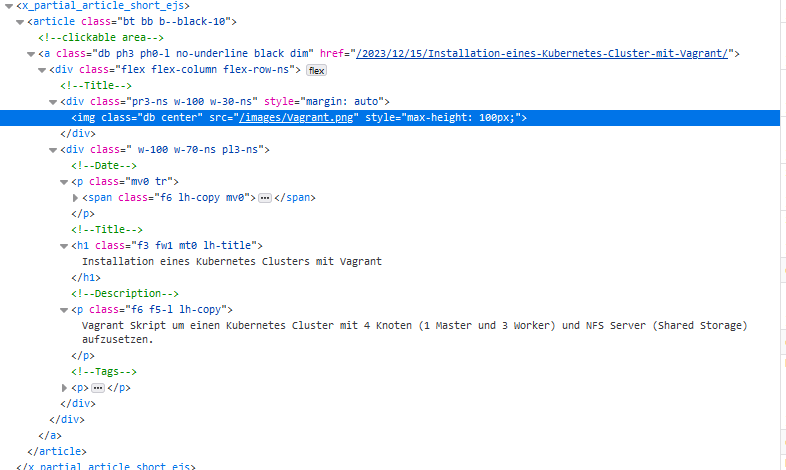 <x_partial_article_short_ejs>
<article class="bt bb b--black-10">
<!--clickable area-->
<a class="db ph3 ph0-l no-underline black dim" href="/2023/12/15/Installation-eines-Kubernetes-Cluster-mit-Vagrant/">
<div class="flex flex-column flex-row-ns"> flex
<!--Title-->
<div class="pr3-ns w-100 w-30-ns" style="margin: auto">
<img class="db center" src="/images/Vagrant.png" style="max-height: 100px;">
</div>
<div class=" w-100 w-70-ns pl3-ns">
<!--Date-->
<p class="mv0 tr">
<span class="f6 lh-copy mv0"> ••• </span>
</p>
<!--Title-->
<h1 class="f3 fw1 mt0 lh-title">
Installation eines Kubernetes Clusters mit Vagrant
</h1>
<!--Description-->
<p class="f6 f5-l lh-copy">
Vagrant Skript um einen Kubernetes Cluster mit 4 Knoten (1 Master und 3 Worker) und NFS Server (Shared Storage)
aufzusetzen.
</p>
<!--Tags-->
<p> ••• </p>
</div>
</div>
</a>
</article>
</x_partial_article_short_ejs>